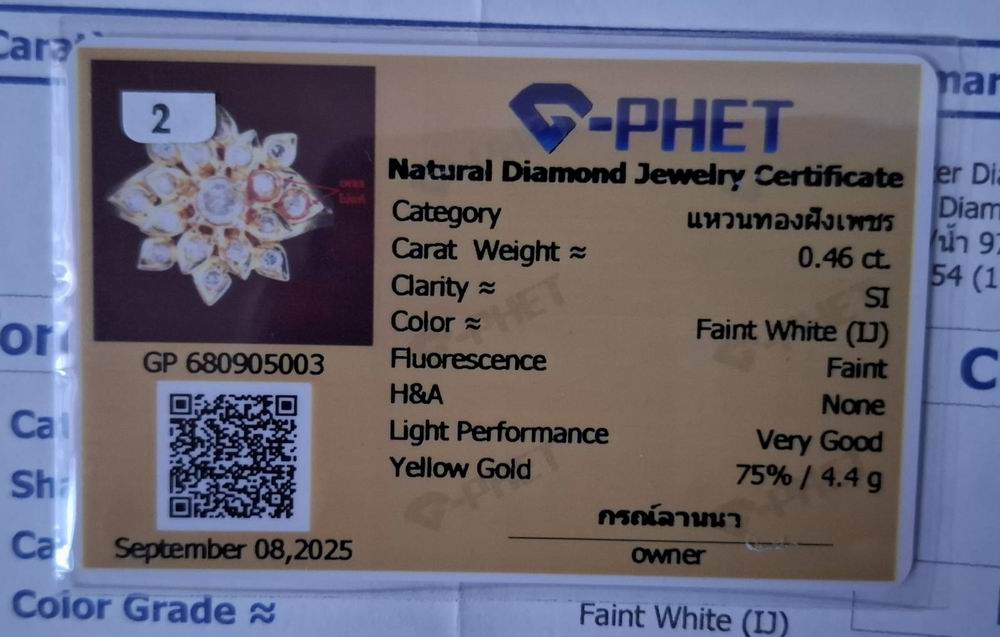 2
G-PHET
Natural Diamond Jewelry Certificate
Category แหวนทองฝังเพชร
Carat Weight ≈ 0.46 ct.
Clarity ≈ SI
Color ≈ Faint White (IJ)
Fluorescence Faint
H&A None
Light Performance Very Good
Yellow Gold 75% / 4.4 g
GP 680905003
September 08,2025
กรณ์ลานนา
owner
Color Grade ≈ Faint White (IJ)